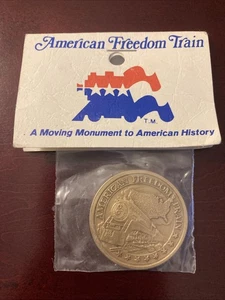 American Freedom Train
T.M.
A Moving Monument to American History
AMERICAN FREEDOM TRAIN